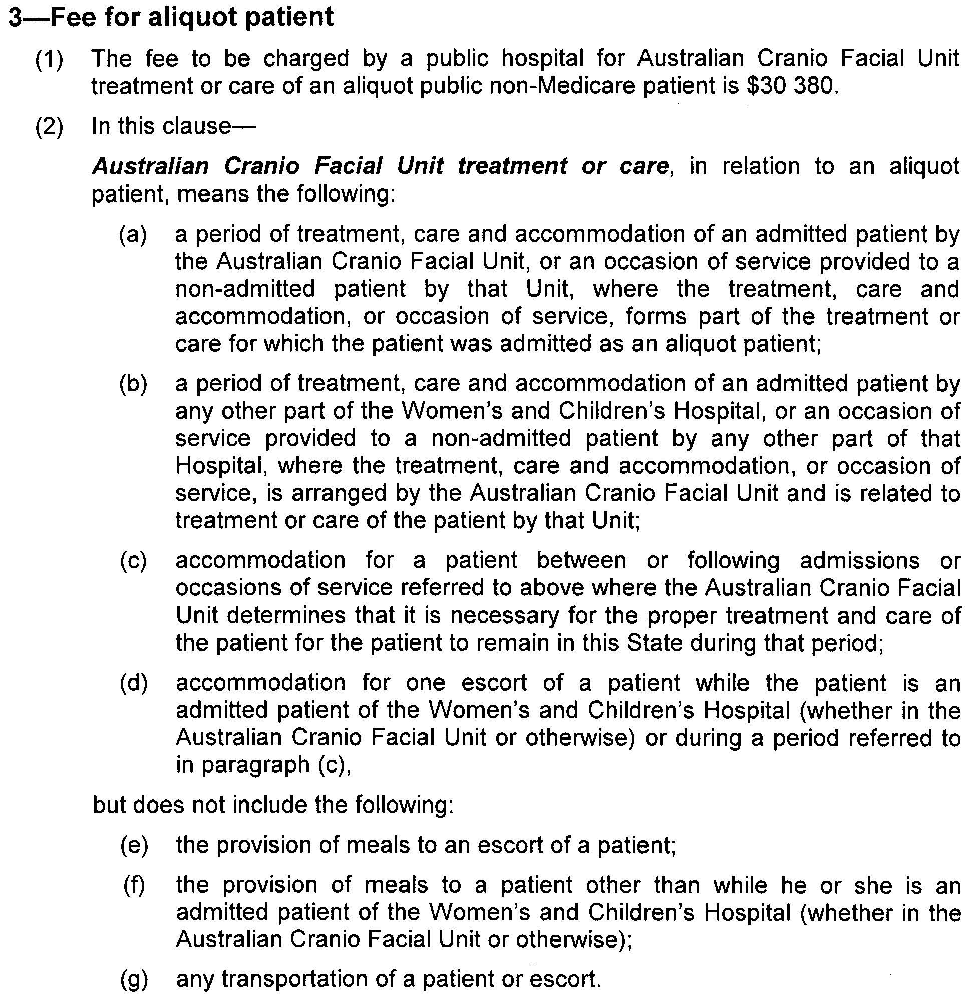 3—Fee for aliquot patient
(1) The fee to be charged by a public hospital for Australian Cranio Facial Unit
treatment or care of an aliquot public non-Medicare patient is $30 380.
(2) In this clause—
Australian Cranio Facial Unit treatment or care, in relation to an aliquot
patient, means the following:
(a) a period of treatment, care and accommodation of an admitted patient by
the Australian Cranio Facial Unit, or an occasion of service provided to a
non-admitted patient by that Unit, where the treatment, care and
accommodation, or occasion of service, forms part of the treatment or
care for which the patient was admitted as an aliquot patient;
(b) a period of treatment, care and accommodation of an admitted patient by
any other part of the Women's and Children's Hospital, or an occasion of
service provided to a non-admitted patient by any other part of that
Hospital, where the treatment, care and accommodation, or occasion of
service, is arranged by the Australian Cranio Facial Unit and is related to
treatment or care of the patient by that Unit;
(c) accommodation for a patient between or following admissions or
occasions of service referred to above where the Australian Cranio Facial
Unit determines that it is necessary for the proper treatment and care of
the patient for the patient to remain in this State during that period;
(d) accommodation for one escort of a patient while the patient is an
admitted patient of the Women's and Children's Hospital (whether in the
Australian Cranio Facial Unit or otherwise) or during a period referred to
in paragraph (c),
but does not include the following:
(e) the provision of meals to an escort of a patient;
(f) the provision of meals to a patient other than while he or she is an
admitted patient of the Women's and Children's Hospital (whether in the
Australian Cranio Facial Unit or otherwise);
(g) any transportation of a patient or escort.